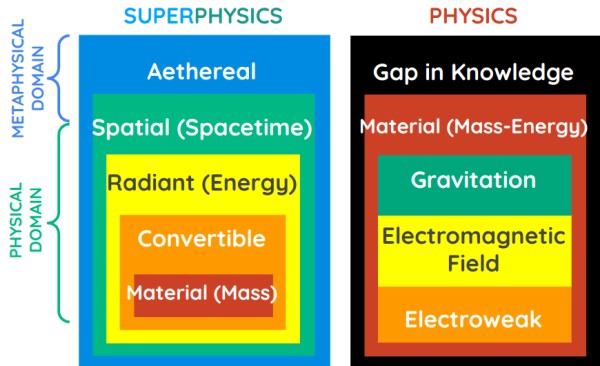 SUPERPHYSICS
PHYSICS
METAPHYSICAL
DOMAIN
PHYSICAL
DOMAIN
Aethereal
Spatial (Spacetime)
Radiant (Energy)
Convertible
Material (Mass)
Gap in Knowledge
Material (Mass-Energy)
Gravitation
Electromagnetic
Field
Electroweak